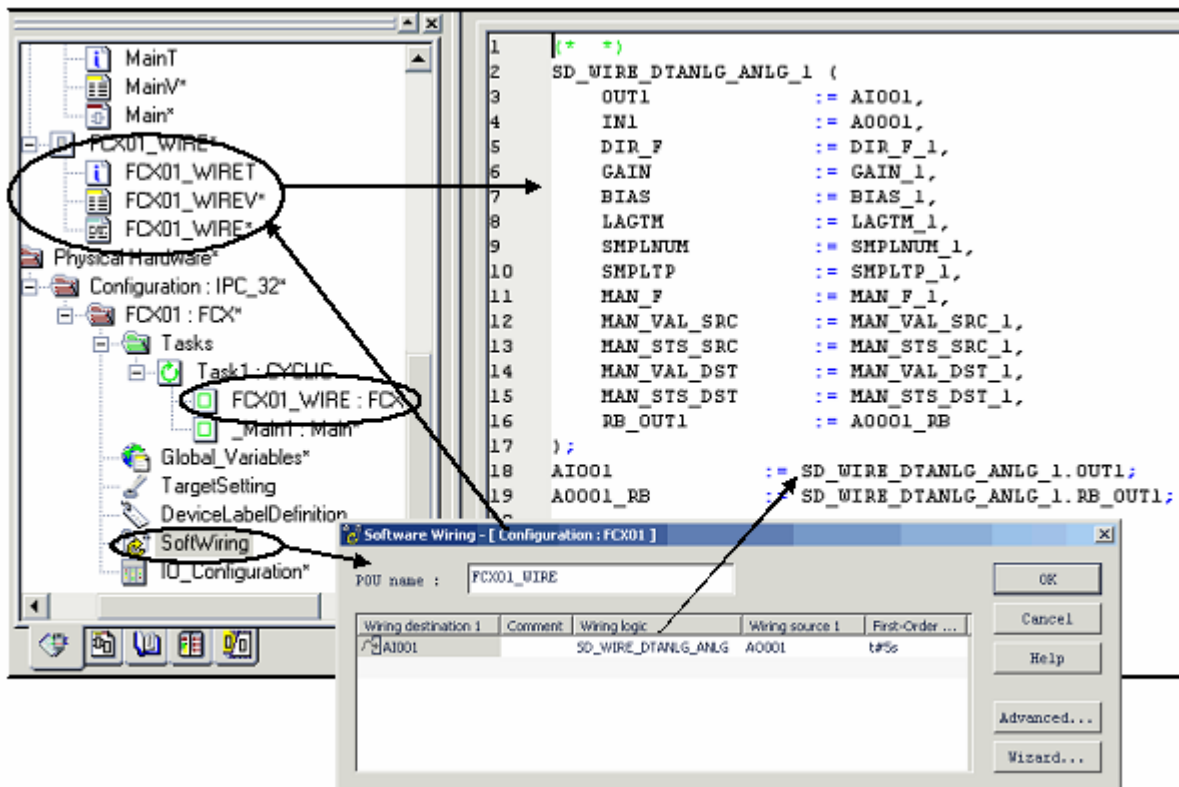 MainT
MainV*
Main*
FCX01_WIRE*
FCX01_WIRET
FCX01_WIREV*
FCX01_WIRE*
Physical Hardware*
Configuration : IPC_32*
FCX01 : FCX*
Tasks
Task1 : CYCLIC
FCX01_WIRE : FCX
_Main1 : Main*
Global_Variables*
TargetSetting
DeviceLabelDefinition
SoftWiring
IO_Configuration*
1 (* *)
2 SD_WIRE_DTANLG_ANLG_1 (
3 OUT1 := AI001,
4 IN1 := AO001,
5 DIR_F := DIR_F_1,
6 GAIN := GAIN_1,
7 BIAS := BIAS_1,
8 LAGTM := LAGTM_1,
9 SMPLNUM := SMPLNUM_1,
10 SMPLTP := SMPLTP_1,
11 MAN_F := MAN_F_1,
12 MAN_VAL_SRC := MAN_VAL_SRC_1,
13 MAN_STS_SRC := MAN_STS_SRC_1,
14 MAN_VAL_DST := MAN_VAL_DST_1,
15 MAN_STS_DST := MAN_STS_DST_1,
16 RB_OUT1 := AO001_RB
17 );
18 AI001 := SD_WIRE_DTANLG_ANLG_1.OUT1;
19 AO001_RB := SD_WIRE_DTANLG_ANLG_1.RB_OUT1;
Software Wiring - [ Configuration : FCX01 ]
POU name : FCX01_WIRE
OK
Cancel
Help
Advanced...
Wizard...
Wiring destination 1 Comment Wiring logic Wiring source 1 First-Order ...
AI001 SD_WIRE_DTANLG_ANLG AO001 t#5s